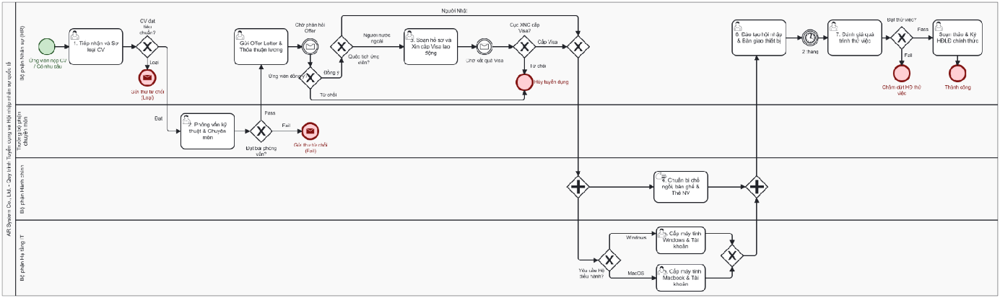 AR System Co., Ltd. - Quy trình Tuyển dụng và Hội nhập nhân sự quốc tế
Bộ phận Nhân sự (HR)
Ứng viên nộp CV
/ Có nhu cầu
1. Tiếp nhận và Sơ
loại CV
CV đạt
tiêu
chuẩn?
Loại
Gửi thư từ chối
(Loại)
Đạt
Gửi Offer Letter &
Thỏa thuận lương
Chờ phản hồi
Offer
Ứng viên đồng ý?
Đồng ý
Từ chối
Quốc tịch ứng
viên?
Người Nhật
Người nước
ngoài
3. Soạn hồ sơ và
Xin cấp Visa lao
động
Chờ kết quả Visa
Cục XNC cấp
Visa?
Cấp Visa
Từ chối
Hủy tuyển dụng
6. Đào tạo hội nhập
& Bàn giao thiết bị
2 tháng
7. Đánh giá quá
trình thử việc
Đạt thử việc?
Pass
Fail
Chấm dứt HĐ thử
việc
Soạn thảo & Ký
HĐLĐ chính thức
Thành công
Trưởng bộ phận
chuyên môn
2. Phỏng vấn kỹ
thuật & Chuyên
môn
Đạt bài phỏng
vấn?
Pass
Fail
Gửi thư từ chối
(Fail)
Bộ phận Hành chính
4. Chuẩn bị chỗ
ngồi, bàn ghế &
Thẻ NV
Bộ phận Hạ tầng IT
Yêu cầu Hệ
điều hành?
Windows
MacOS
Cấp máy tính
Windows & Tài
khoản
Cấp máy tính
Macbook & Tài
khoản